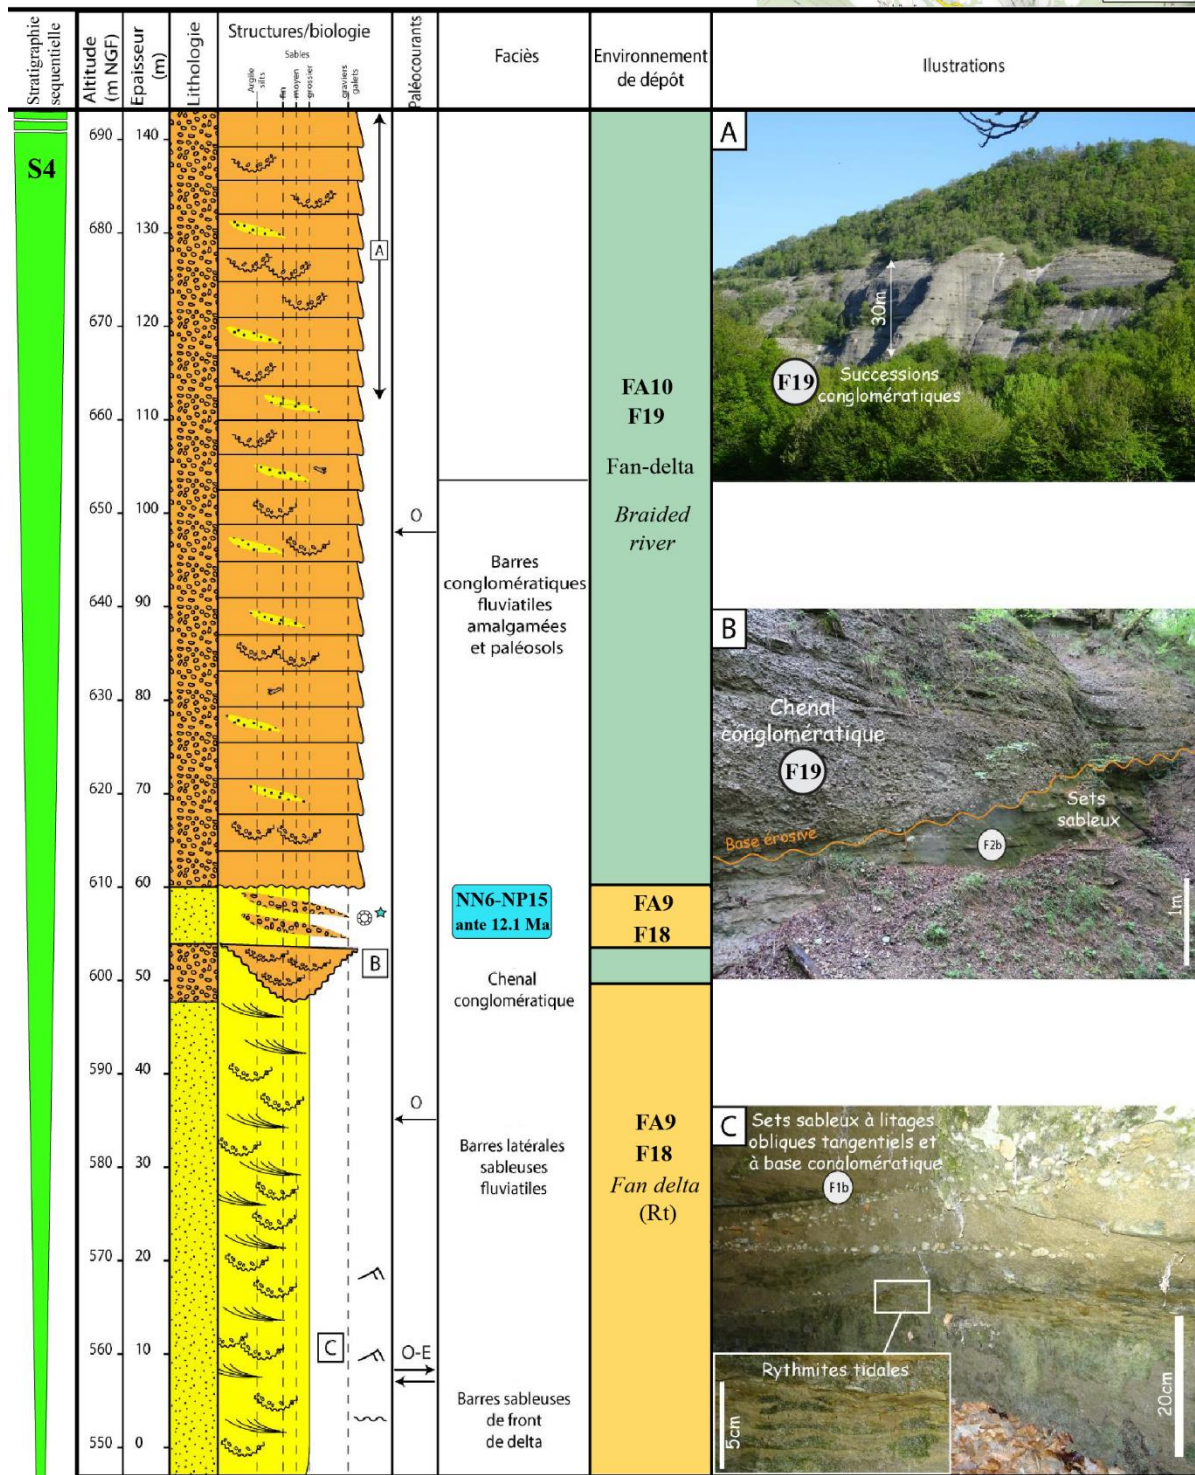 Stratigraphie
sequentielle
Altitude
(m NGF)
Epaisseur
(m)
Lithologie
Structures/biologie
Sables
Argile
silts
fin
moyen
grossier
graviers
galets
Paléocourants
Faciès
Environnement
de dépôt
Ilustrations
S4
690
680
670
660
650
640
630
620
610
600
590
580
570
560
550
140
130
120
110
100
90
80
70
60
50
40
30
20
10
0
A
B
C
O
O
O-E
Barres
conglomératiques
fluviatiles
amalgamées
et paléosols
NN6-NP15
ante 12.1 Ma
Chenal
conglomératique
Barres latérales
sableuses
fluviatiles
Barres sableuses
de front
de delta
FA10
F19
Fan-delta
Braided
river
FA9
F18
FA9
F18
Fan delta
(Rt)
A
30m
F19
Successions
conglomératiques
B
Chenal
conglomératique
F19
Base érosive
Sets
sableux
F2b
1m
C
Sets sableux à litages
obliques tangentiels et
à base conglomératique
F1b
Rythmites tidales
5cm
20cm